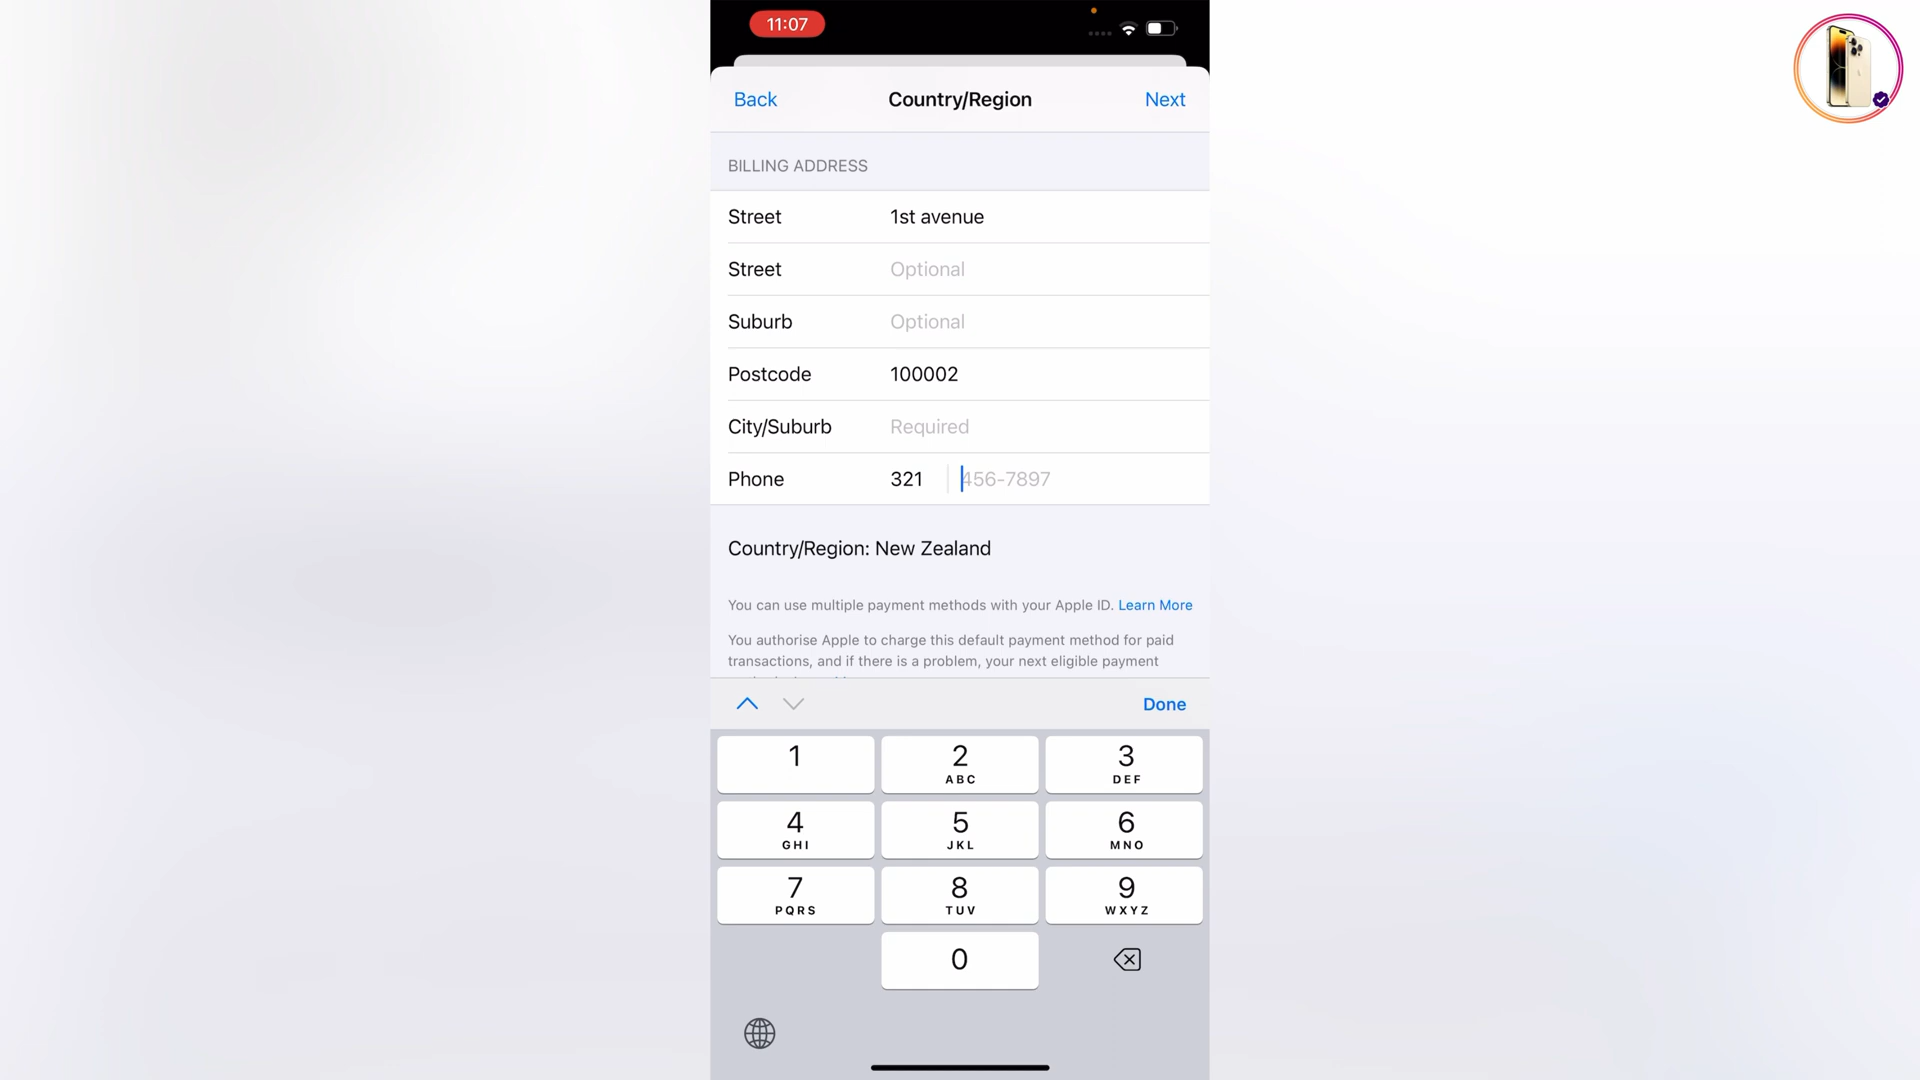 11:07
Back Country/Region Next
BILLING ADDRESS
Street 1st avenue
Street Optional
Suburb Optional
Postcode 100002
City/Suburb Required
Phone 321 456-7897
Country/Region: New Zealand
You can use multiple payment methods with your Apple ID. Learn More
You authorise Apple to charge this default payment method for paid
transactions, and if there is a problem, your next eligible payment
Done
1 2 3
ABC DEF
4 5 6
GHI JKL MNO
7 8 9
PQRS TUV WXYZ
0